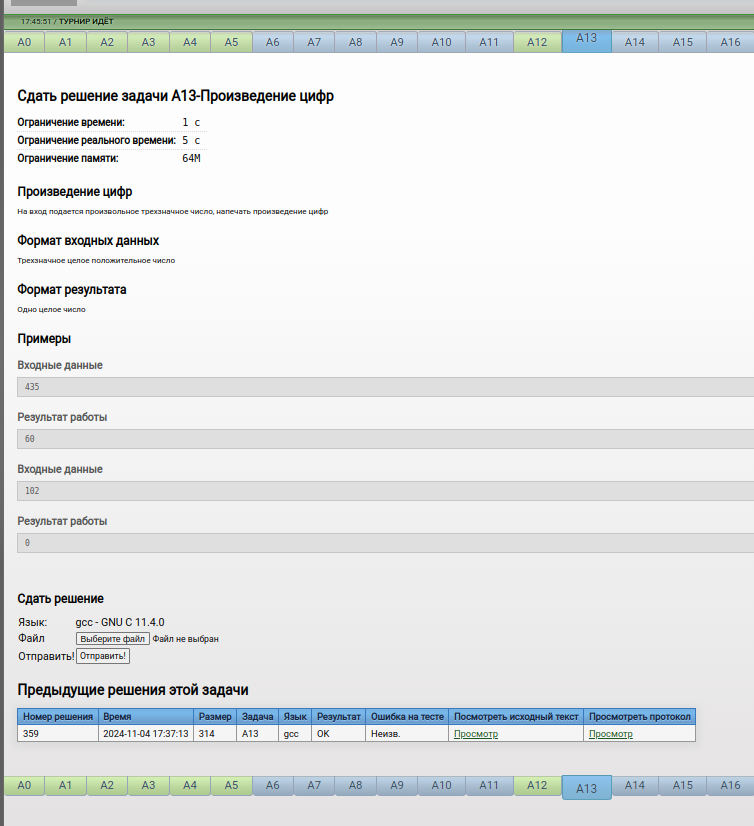 17:45:51 / ТУРНИР ИДЁТ
A0 A1 A2 A3 A4 A5 A6 A7 A8 A9 A10 A11 A12 A13 A14 A15 A16
Сдать решение задачи A13-Произведение цифр
Ограничение времени: 1 с
Ограничение реального времени: 5 с
Ограничение памяти: 64M
Произведение цифр
На вход подается произвольное трехзначное число, напечать произведение цифр
Формат входных данных
Трехзначное целое положительное число
Формат результата
Одно целое число
Примеры
Входные данные
435
Результат работы
60
Входные данные
102
Результат работы
0
Сдать решение
Язык: gcc - GNU C 11.4.0
Файл Выберите файл Файл не выбран
Отправить! Отправить!
Предыдущие решения этой задачи
Номер решения Время Размер Задача Язык Результат Ошибка на тесте Посмотреть исходный текст Просмотреть протокол
359 2024-11-04 17:37:13 314 A13 gcc OK Неизв. Просмотр Просмотр
A0 A1 A2 A3 A4 A5 A6 A7 A8 A9 A10 A11 A12 A13 A14 A15 A16